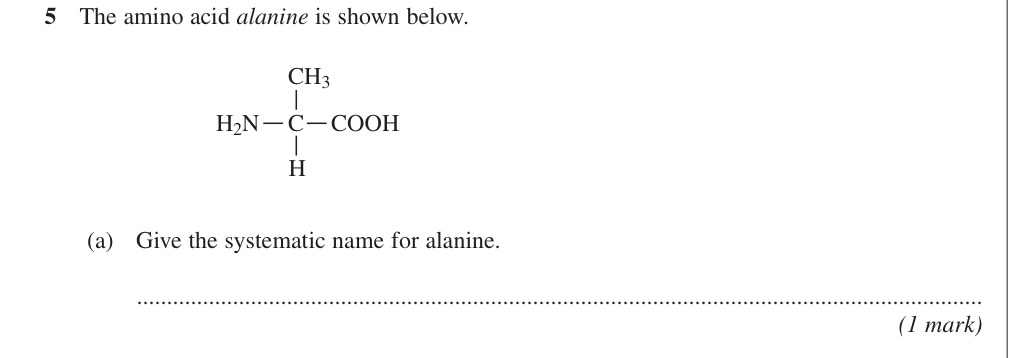 5 The amino acid alanine is shown below.
CH₃
H₂N—C—COOH
H
(a) Give the systematic name for alanine.
(1 mark)